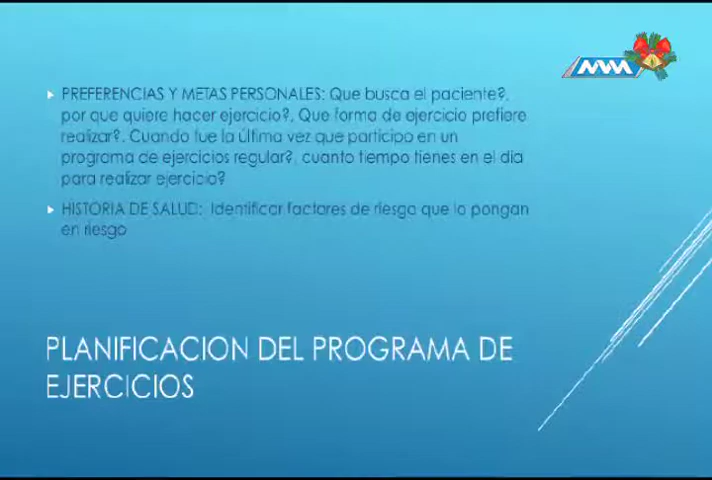 PREFERENCIAS Y METAS PERSONALES: Que busca el paciente?,
por que quiere hacer ejercicio?, Que forma de ejercicio prefiere
realizar?, Cuando fue la última vez que participo en un
programa de ejercicios regular?, cuanto tiempo tienes en el dia
para realizar ejercicio?
HISTORIA DE SALUD: Identificar factores de riesgo que lo pongan
en riesgo
PLANIFICACION DEL PROGRAMA DE
EJERCICIOS